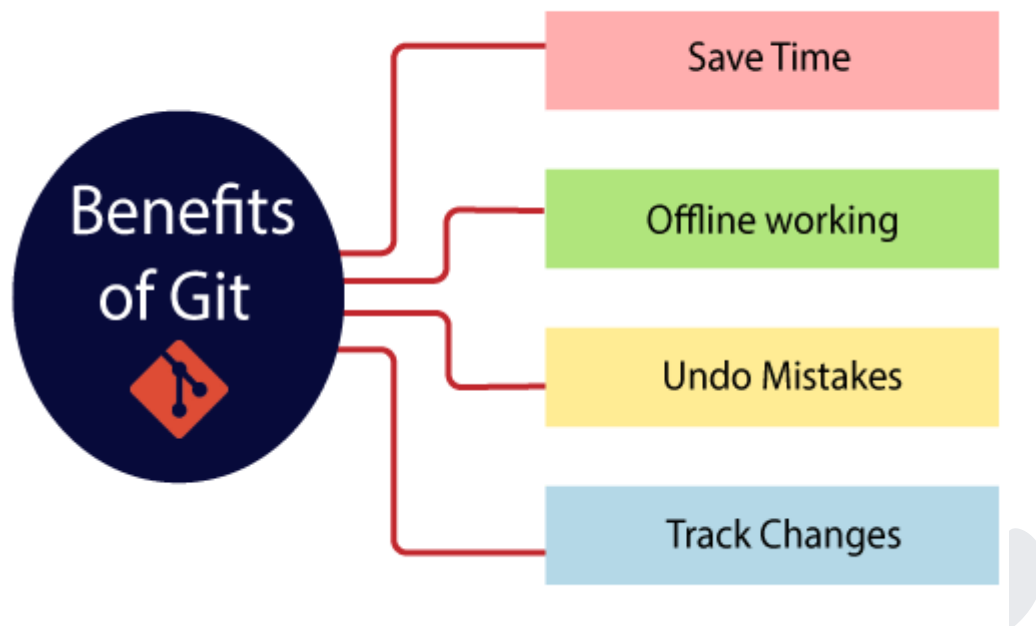 Benefits
of Git
Save Time
Offline working
Undo Mistakes
Track Changes